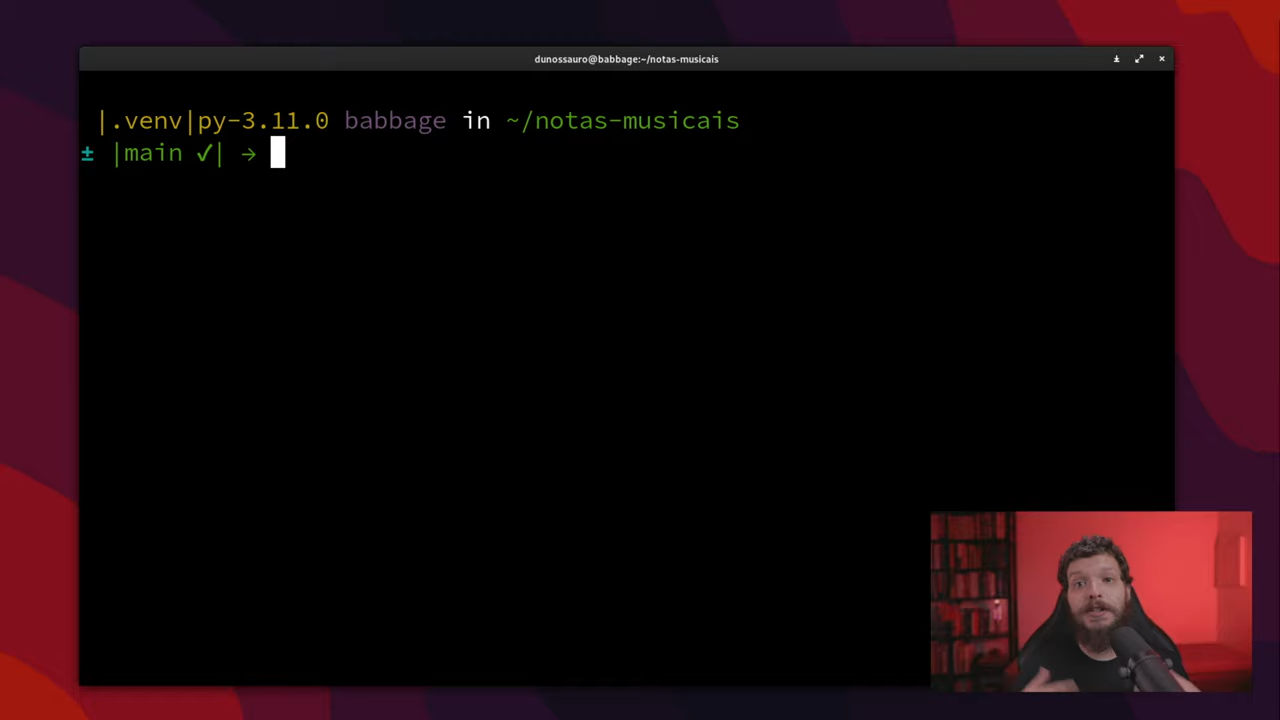 dunossauro@babbage:~/notas-musicais
|.venv|py-3.11.0 babbage in ~/notas-musicais
± |main ✓| →